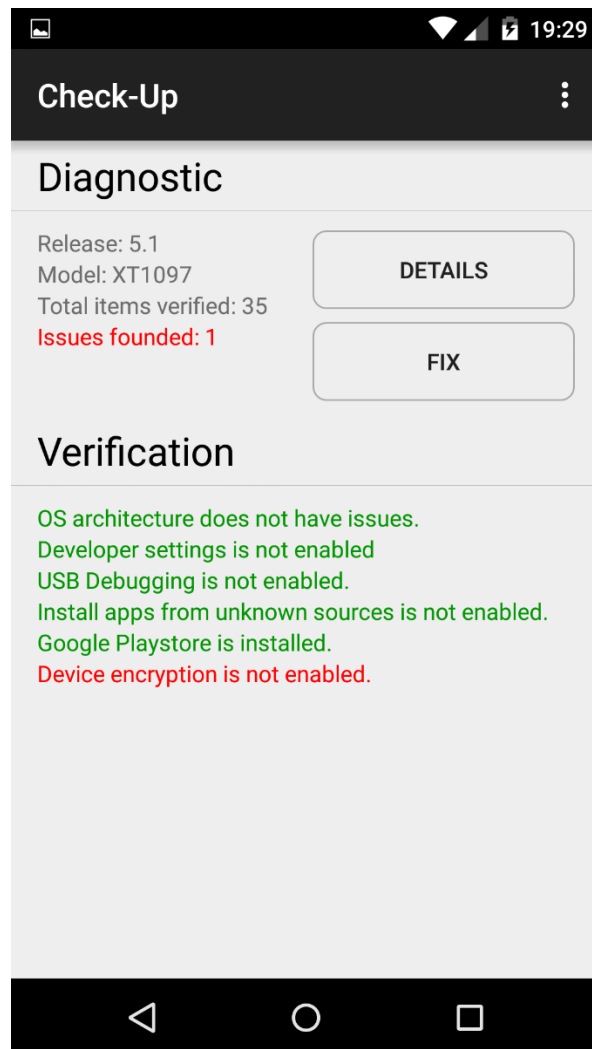 19:29
Check-Up
Diagnostic
Release: 5.1
Model: XT1097
Total items verified: 35
Issues founded: 1
DETAILS
FIX
Verification
OS architecture does not have issues.
Developer settings is not enabled
USB Debugging is not enabled.
Install apps from unknown sources is not enabled.
Google Playstore is installed.
Device encryption is not enabled.